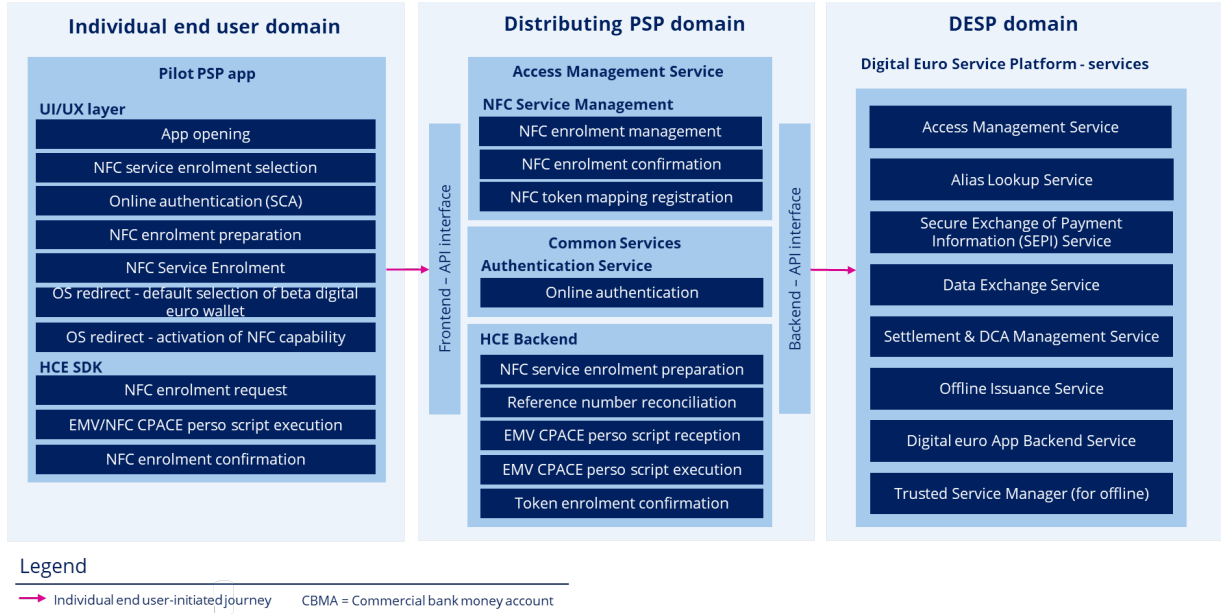 Individual end user domain
Pilot PSP app
UI/UX layer
App opening
NFC service enrolment selection
Online authentication (SCA)
NFC enrolment preparation
NFC Service Enrolment
OS redirect - default selection of beta digital
euro wallet
OS redirect - activation of NFC capability
HCE SDK
NFC enrolment request
EMV/NFC CPACE perso script execution
NFC enrolment confirmation
Frontend – API interface
Distributing PSP domain
Access Management Service
NFC Service Management
NFC enrolment management
NFC enrolment confirmation
NFC token mapping registration
Common Services
Authentication Service
Online authentication
HCE Backend
NFC service enrolment preparation
Reference number reconciliation
EMV CPACE perso script reception
EMV CPACE perso script execution
Token enrolment confirmation
Backend – API interface
DESP domain
Digital Euro Service Platform - services
Access Management Service
Alias Lookup Service
Secure Exchange of Payment
Information (SEPI) Service
Data Exchange Service
Settlement & DCA Management Service
Offline Issuance Service
Digital euro App Backend Service
Trusted Service Manager (for offline)
Legend
Individual end user-initiated journey
CBMA = Commercial bank money account